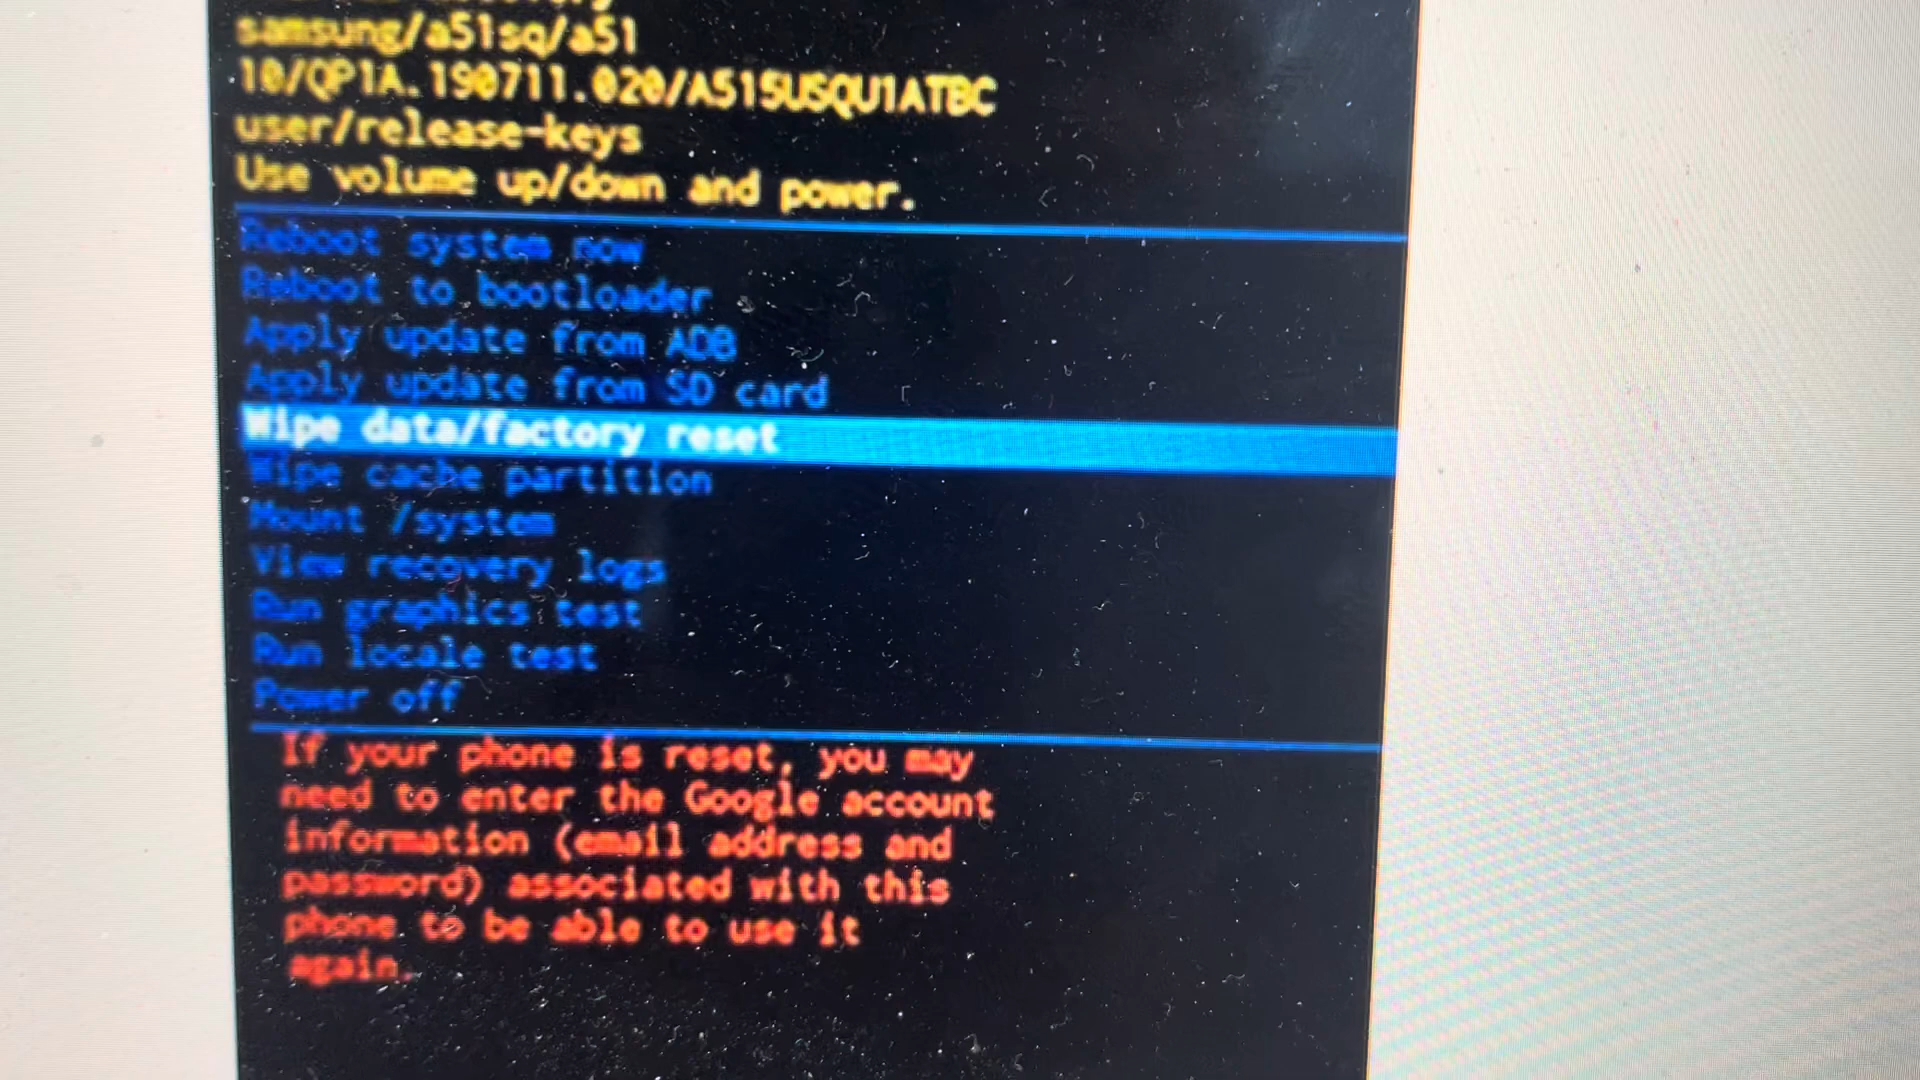 samsung/a51sq/a51
10/QP1A.190711.020/A515USQU1ATBC
user/release-keys
Use volume up/down and power.
Reboot system now
Reboot to bootloader
Apply update from ADB
Apply update from SD card
Wipe data/factory reset
Wipe cache partition
Mount /system
View recovery logs
Run graphics test
Run locale test
Power off
If your phone is reset, you may
need to enter the Google account
information (email address and
password) associated with this
phone to be able to use it
again.